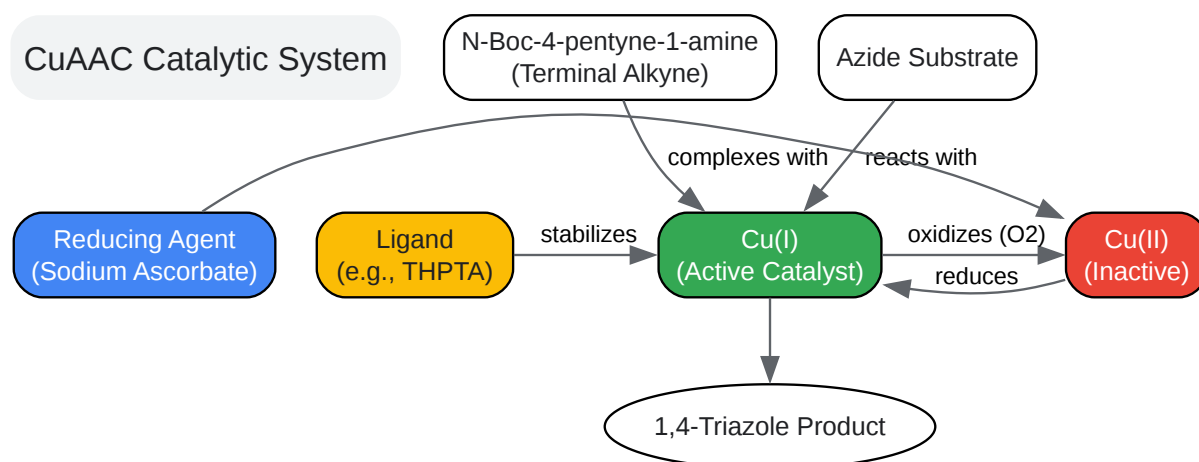 CuAAC Catalytic System
N-Boc-4-pentyne-1-amine
(Terminal Alkyne)
Azide Substrate
complexes with
reacts with
Reducing Agent
(Sodium Ascorbate)
Ligand
(e.g., THPTA)
stabilizes
Cu(I)
(Active Catalyst)
oxidizes (O2)
reduces
Cu(II)
(Inactive)
1,4-Triazole Product